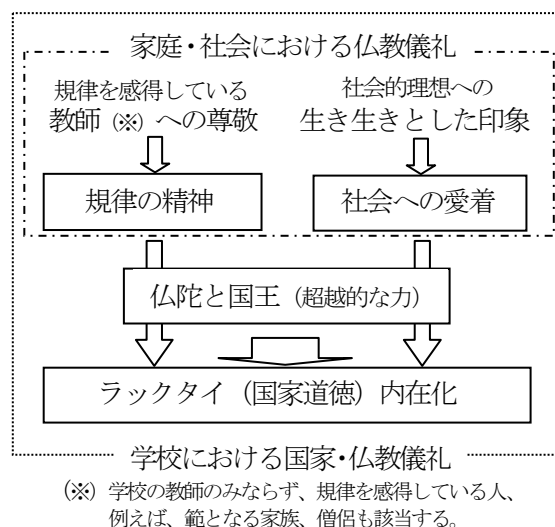 家庭・社会における仏教儀礼
規律を感得している
教師（※）への尊敬
社会的理想への
生き生きとした印象
規律の精神
社会への愛着
仏陀と国王（超越的な力）
ラックタイ（国家道徳）内在化
学校における国家・仏教儀礼
（※）学校の教師のみならず、規律を感得している人、
例えば、範となる家族、僧侶も該当する。